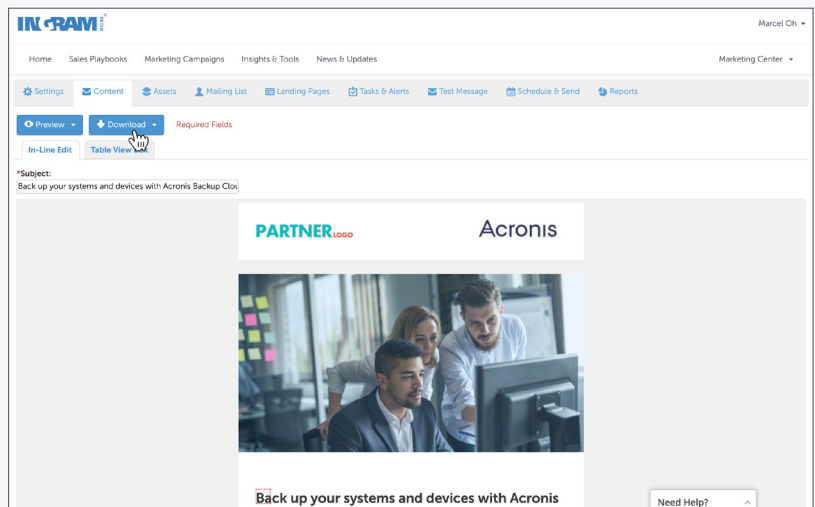 INGRAM MICRO
Marcel Oh
Home Sales Playbooks Marketing Campaigns Insights & Tools News & Updates Marketing Center
Settings Content Assets Mailing List Landing Pages Tasks & Alerts Test Message Schedule & Send Reports
Preview Download Required Fields
In-Line Edit Table View
*Subject:
Back up your systems and devices with Acronis Backup Clou
PARTNER LOGO Acronis
Back up your systems and devices with Acronis
Need Help?